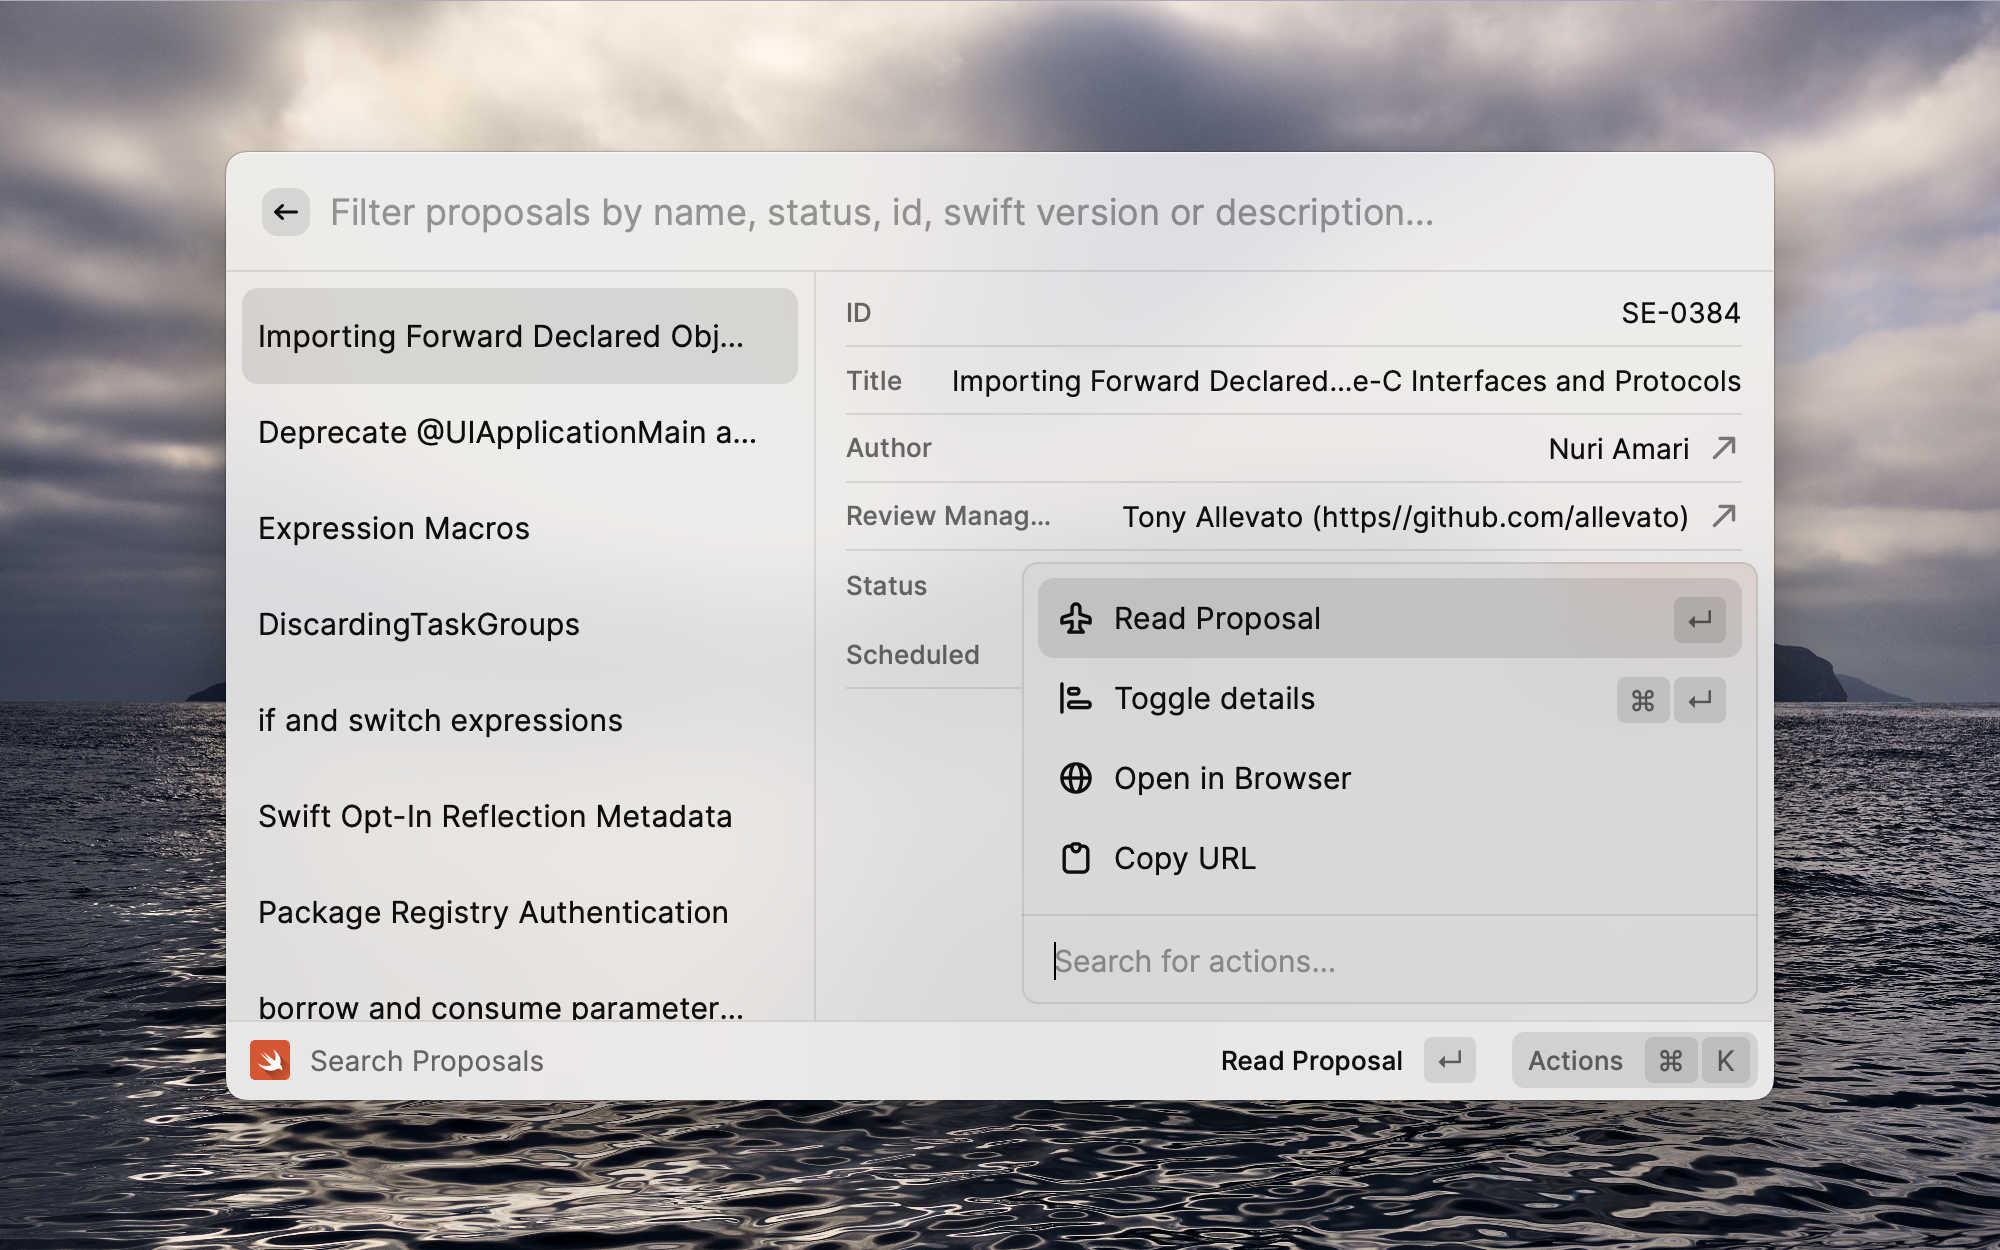 Filter proposals by name, status, id, swift version or description...
Importing Forward Declared Obj...
Deprecate @UIApplicationMain a...
Expression Macros
DiscardingTaskGroups
if and switch expressions
Swift Opt-In Reflection Metadata
Package Registry Authentication
borrow and consume parameter...
ID SE-0384
Title Importing Forward Declared...e-C Interfaces and Protocols
Author Nuri Amari
Review Manag... Tony Allevato (https//github.com/allevato)
Status
Scheduled
Read Proposal
Toggle details ⌘
Open in Browser
Copy URL
Search for actions...
Search Proposals
Read Proposal
Actions ⌘ K